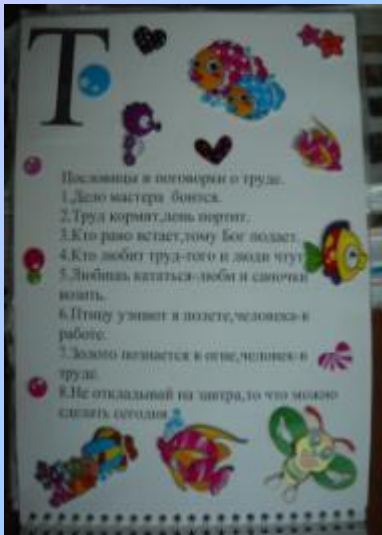 Т
Пословицы и поговорки о труде.
1.Дело мастера боится.
2.Труд кормит,лень портит.
3.Кто рано встает,тому Бог подает.
4.Кто любит труд-того и люди чтут
5.Любишь кататься-люби и саночки
возить.
6.Птицу узнают в полете,человека-в
работе.
7.Золото познается в огне,человек-в
труде.
8.Не откладывай на завтра,то что можно
сделать сегодня